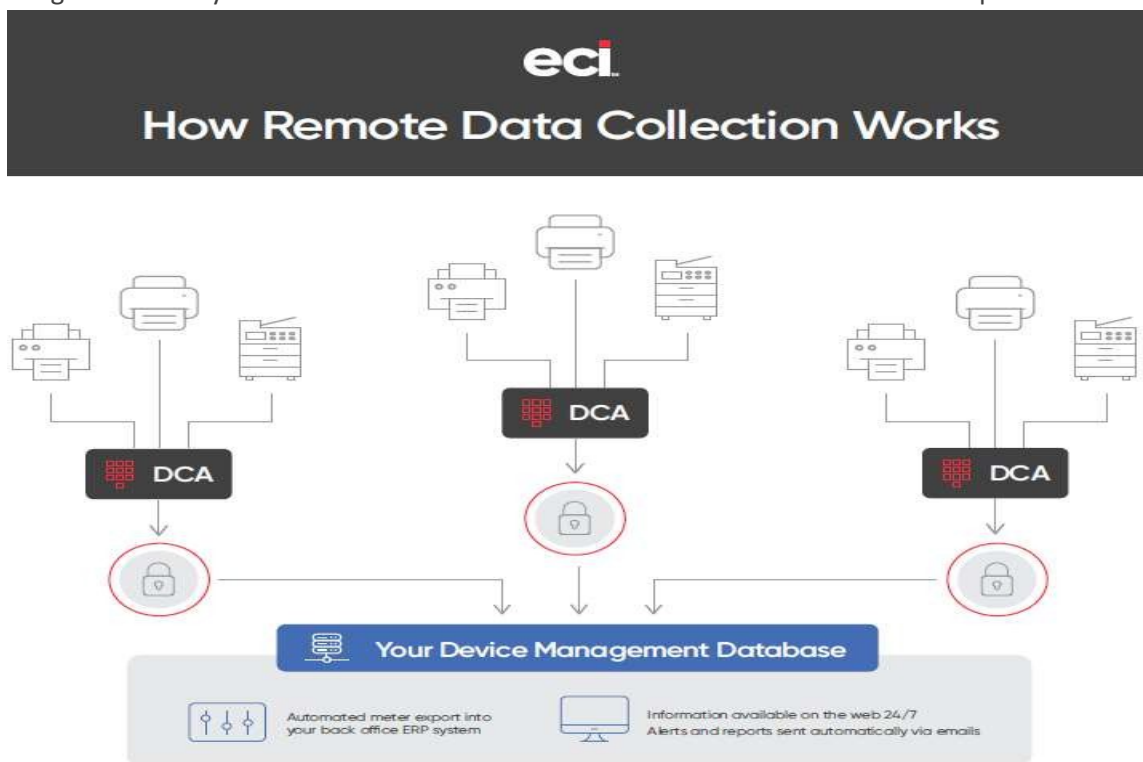 eci
How Remote Data Collection Works
DCA
DCA
DCA
Your Device Management Database
Automated meter export into
your back office ERP system
Information available on the web 24/7
Alerts and reports sent automatically via emails